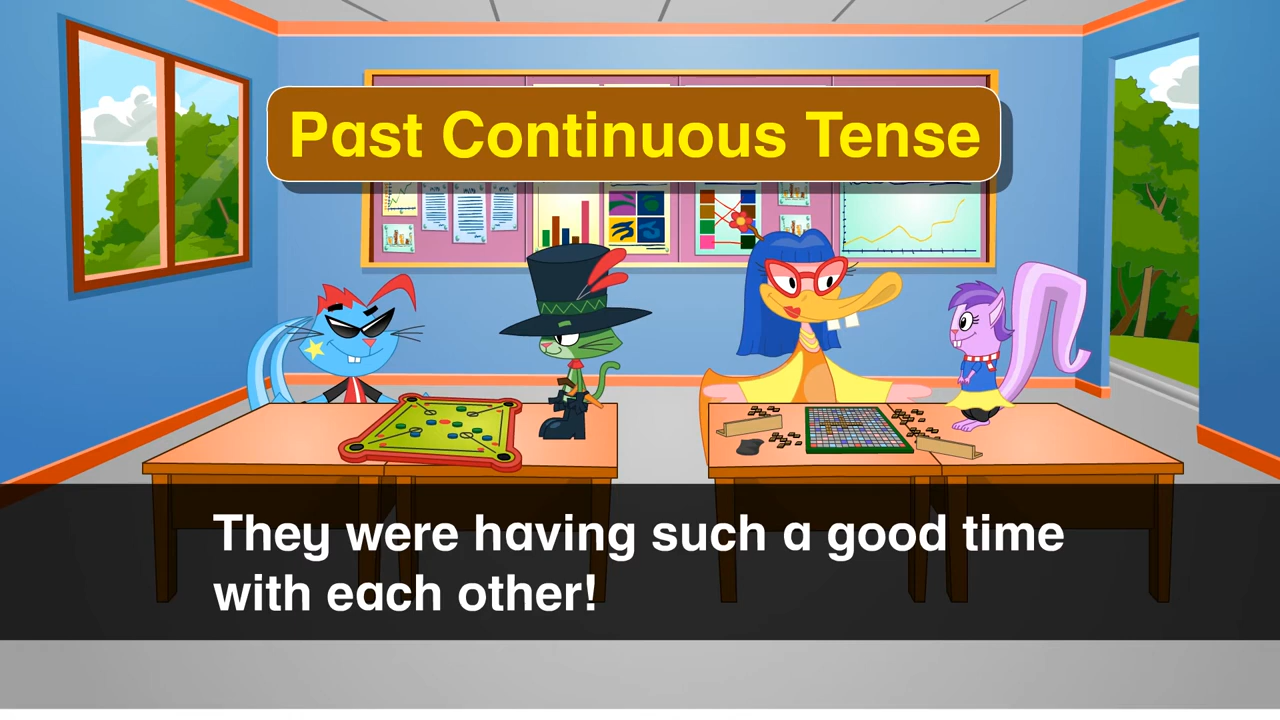 Past Continuous Tense
They were having such a good time
with each other!